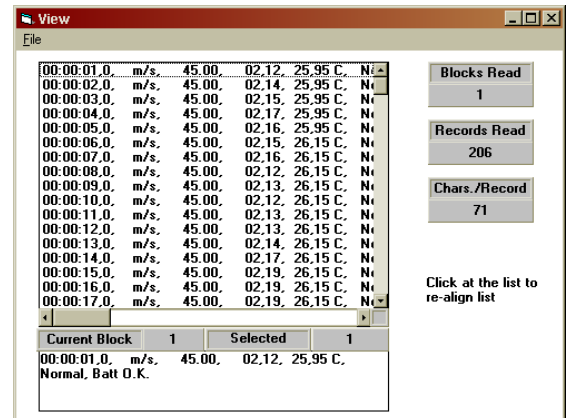 View
File
00:00:01,0, m/s, 45.00, 02,12, 25,95 C,
00:00:02,0, m/s, 45.00, 02,14, 25,95 C,
00:00:03,0, m/s, 45.00, 02,15, 25,95 C,
00:00:04,0, m/s, 45.00, 02,17, 25,95 C,
00:00:05,0, m/s, 45.00, 02,16, 25,95 C,
00:00:06,0, m/s, 45.00, 02,15, 26,15 C,
00:00:07,0, m/s, 45.00, 02,16, 26,15 C,
00:00:08,0, m/s, 45.00, 02,12, 26,15 C,
00:00:09,0, m/s, 45.00, 02,13, 26,15 C,
00:00:10,0, m/s, 45.00, 02,12, 26,15 C,
00:00:11,0, m/s, 45.00, 02,13, 26,15 C,
00:00:12,0, m/s, 45.00, 02,13, 26,15 C,
00:00:13,0, m/s, 45.00, 02,14, 26,15 C,
00:00:14,0, m/s, 45.00, 02,17, 26,15 C,
00:00:15,0, m/s, 45.00, 02,19, 26,15 C,
00:00:16,0, m/s, 45.00, 02,19, 26,15 C,
00:00:17,0, m/s, 45.00, 02,19, 26,15 C,
Current Block 1 Selected 1
00:00:01,0, m/s, 45.00, 02,12, 25,95 C,
Normal, Batt O.K.
Blocks Read
1
Records Read
206
Chars./Record
71
Click at the list to
re-align list